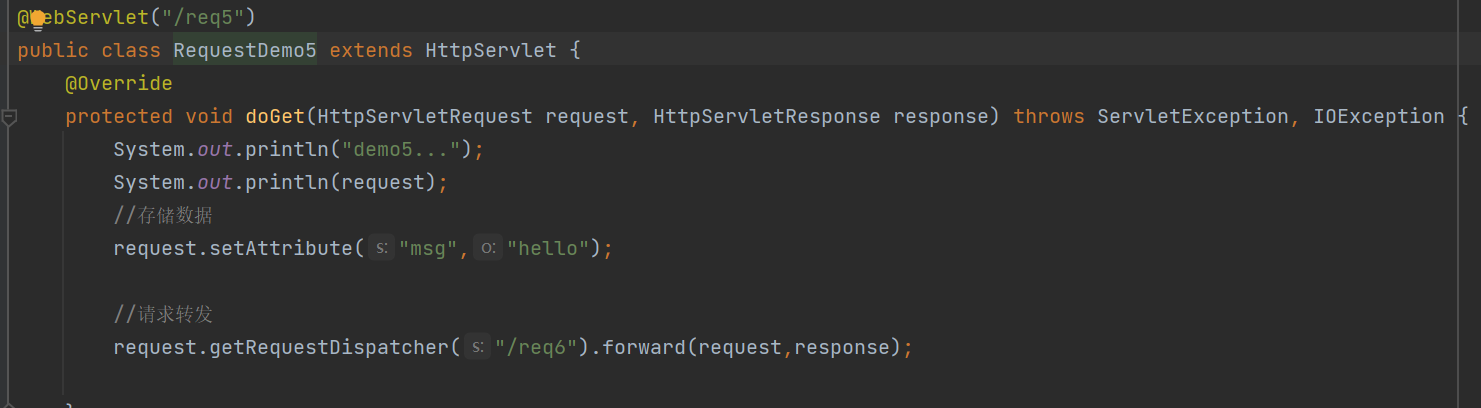 @WebServlet("/req5")
public class RequestDemo5 extends HttpServlet {
@Override
protected void doGet(HttpServletRequest request, HttpServletResponse response) throws ServletException, IOException {
System.out.println("demo5...");
System.out.println(request);
//存储数据
request.setAttribute( s: "msg", o: "hello");
//请求转发
request.getRequestDispatcher( s: "/req6").forward(request,response);
}